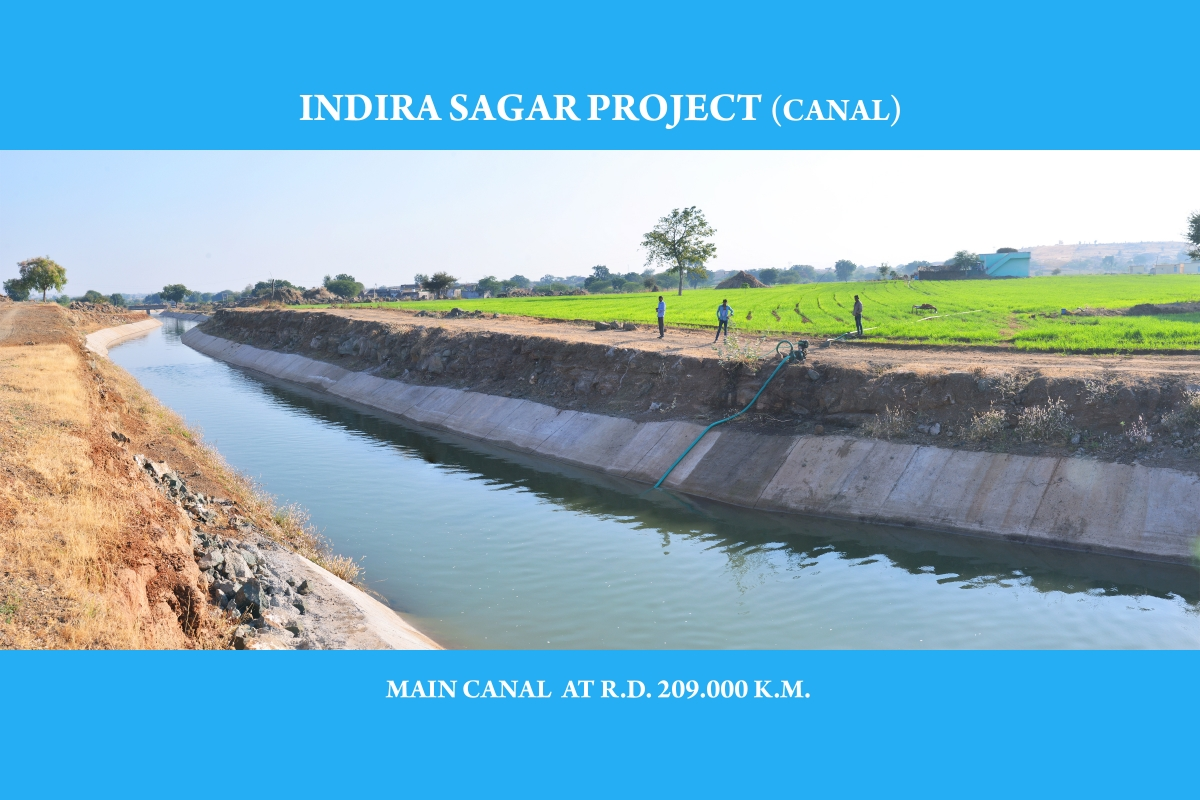 INDIRA SAGAR PROJECT (CANAL)
MAIN CANAL AT R.D. 209.000 K.M.